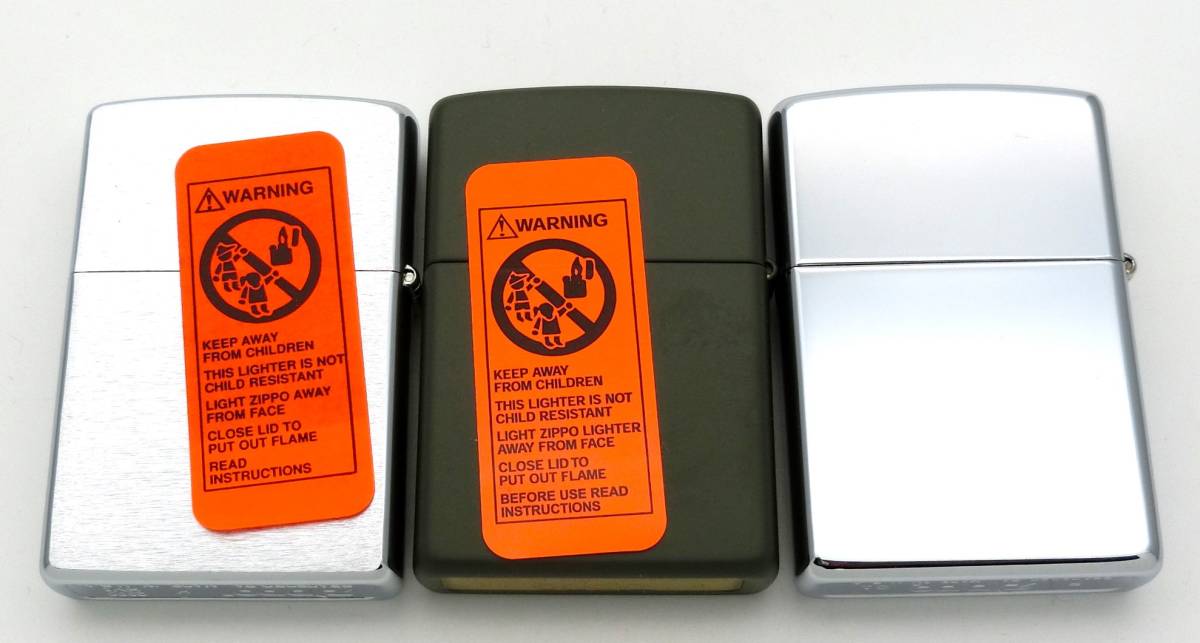 WARNING
KEEP AWAY
FROM CHILDREN
THIS LIGHTER IS NOT
CHILD RESISTANT
LIGHT ZIPPO AWAY
FROM FACE
CLOSE LID TO
PUT OUT FLAME
READ
INSTRUCTIONS
WARNING
KEEP AWAY
FROM CHILDREN
THIS LIGHTER IS NOT
CHILD RESISTANT
LIGHT ZIPPO LIGHTER
AWAY FROM FACE
CLOSE LID TO
PUT OUT FLAME
BEFORE USE READ
INSTRUCTIONS